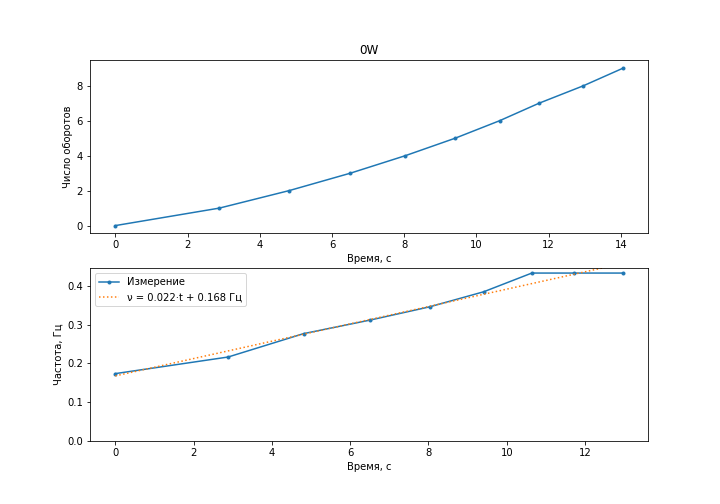 0W
Число оборотов
8
6
4
2
0
0 2 4 6 8 10 12 14
Время, с
Частота, Гц
0.4
0.3
0.2
0.1
0.0
Измерение
ν = 0.022·t + 0.168 Гц
0 2 4 6 8 10 12
Время, с